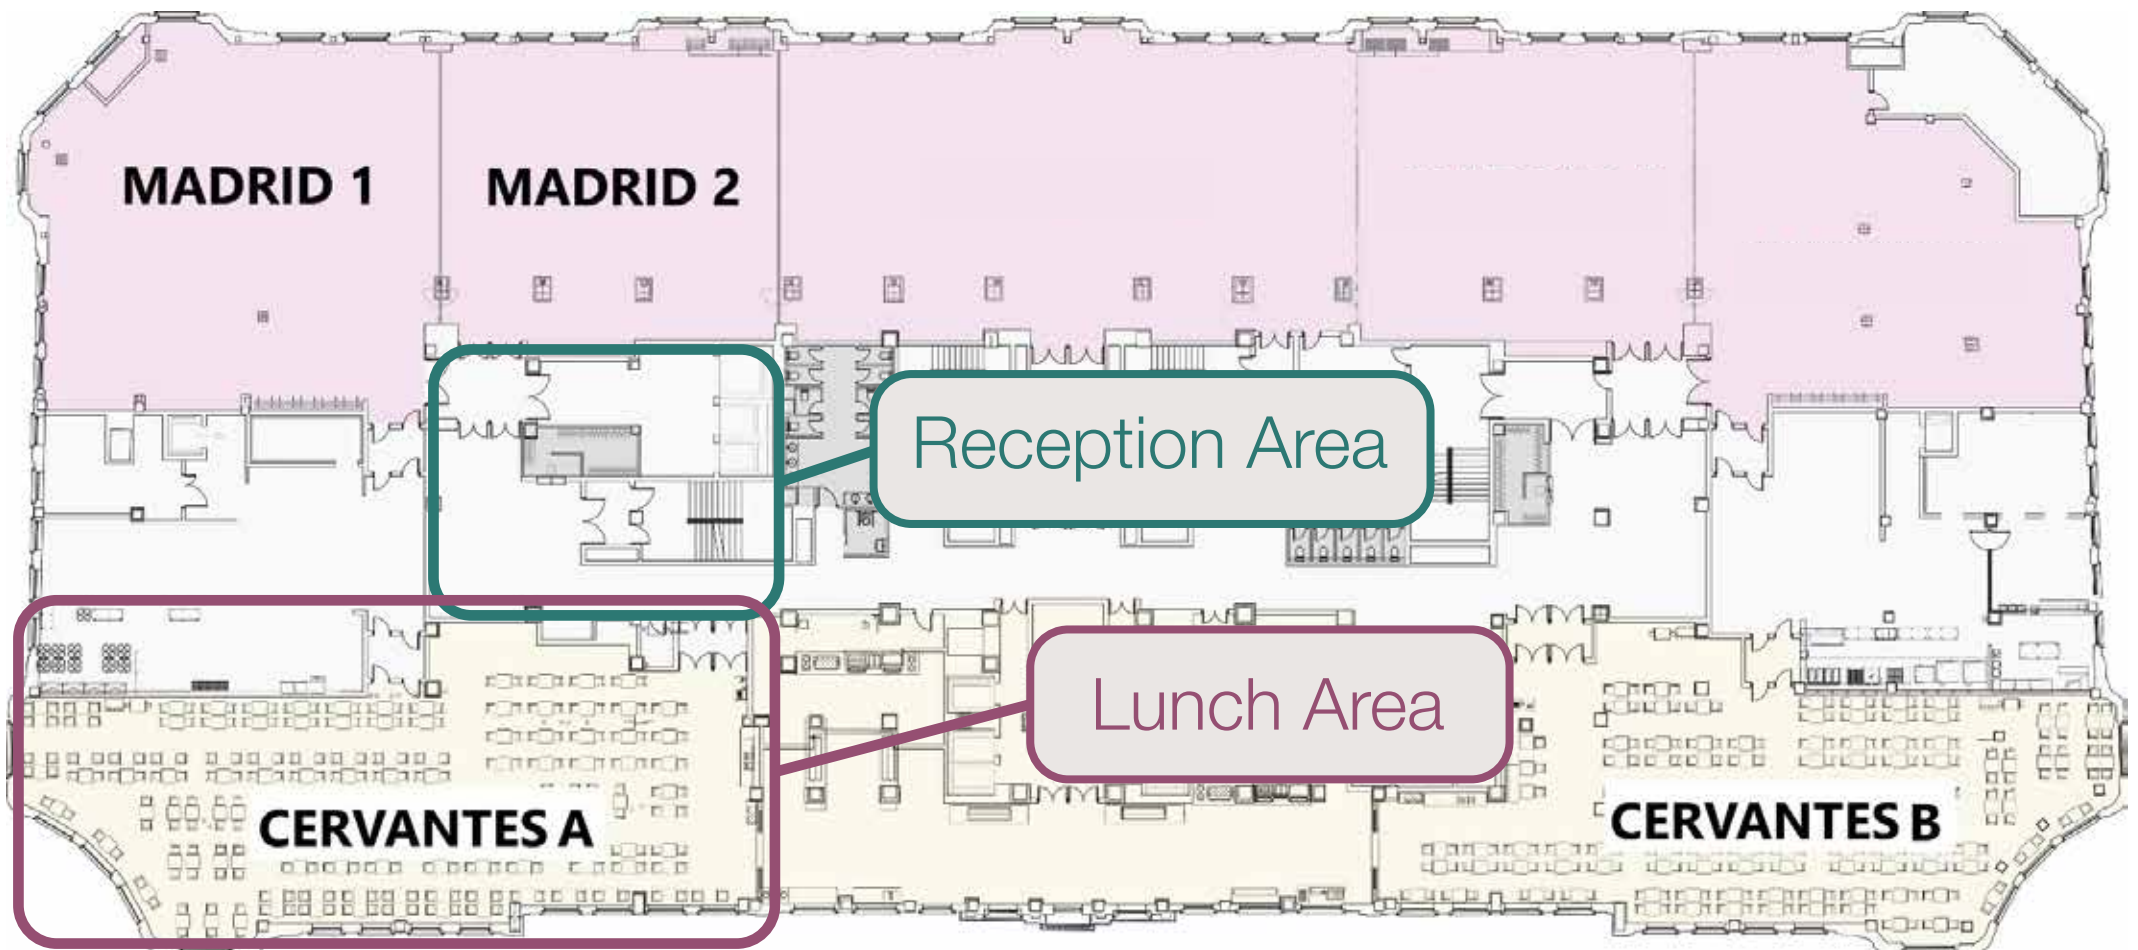 MADRID 1
MADRID 2
Reception Area
Lunch Area
CERVANTES A
CERVANTES B